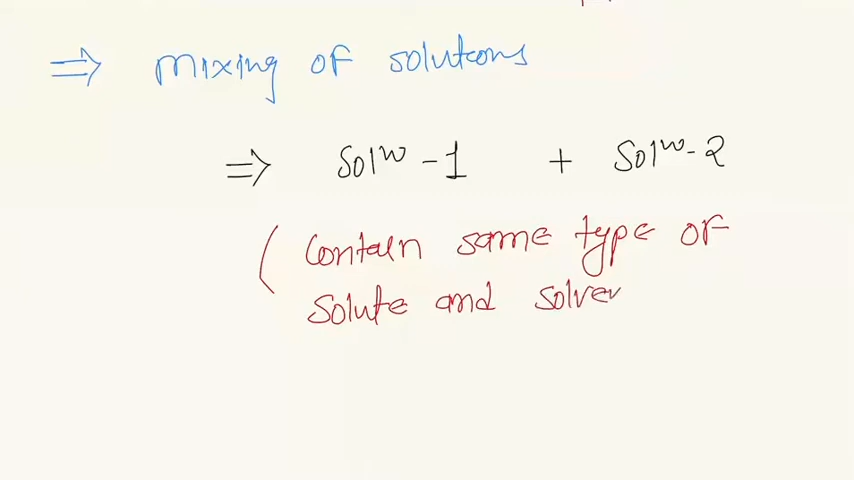 ⇒ mixing of solutions
⇒ Solⁿ - 1 + Solⁿ - 2
( Contain same type of
solute and solven